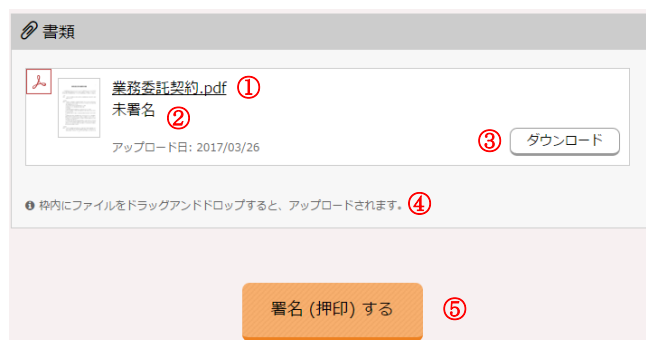 書類
業務委託契約.pdf ①
未署名 ②
アップロード日: 2017/03/26
③ ダウンロード
枠内にファイルをドラッグアンドドロップすると、アップロードされます。 ④
署名 (押印) する ⑤